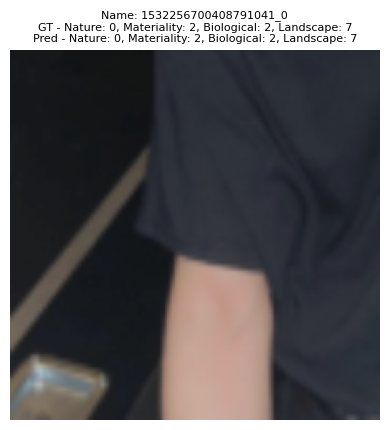 Name: 1532256700408791041_0
GT - Nature: 0, Materiality: 2, Biological: 2, Landscape: 7
Pred - Nature: 0, Materiality: 2, Biological: 2, Landscape: 7